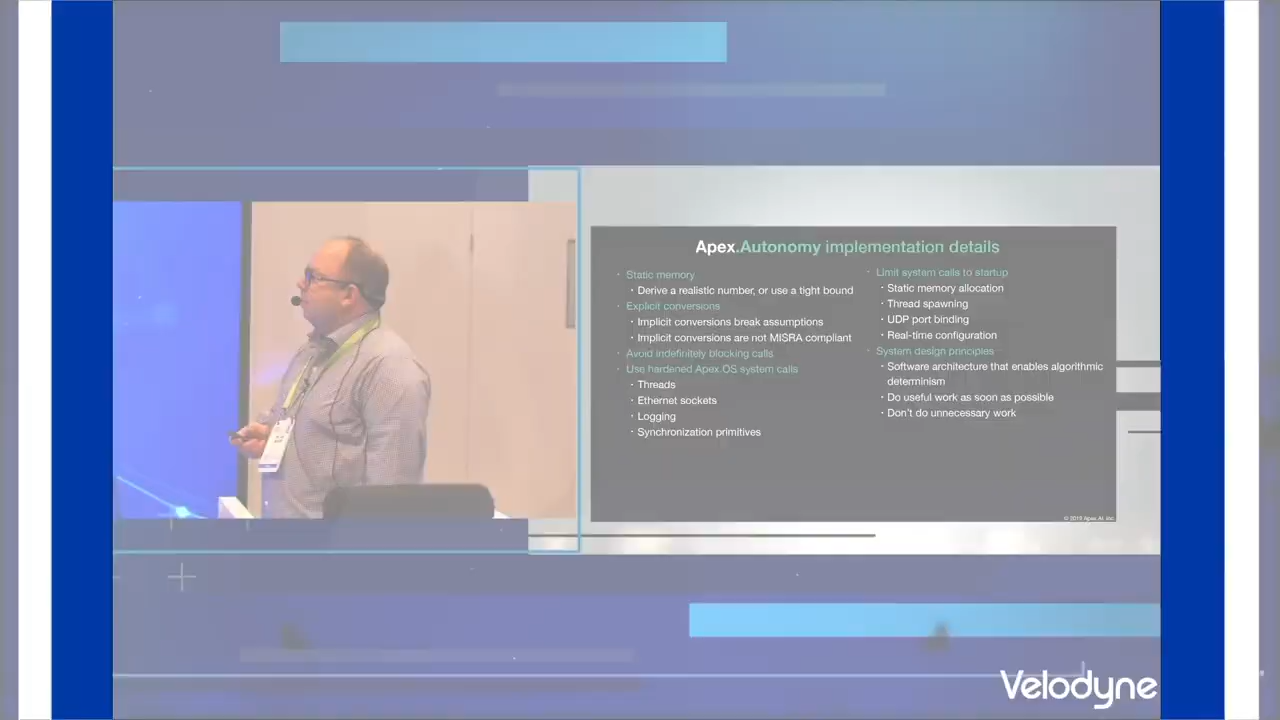 Apex.Autonomy implementation details
· Static memory
· Derive a realistic number, or use a tight bound
· Explicit conversions
· Implicit conversions break assumptions
· Implicit conversions are not MISRA compliant
· Avoid indefinitely blocking calls
· Use hardened Apex.OS system calls
· Threads
· Ethernet sockets
· Logging
· Synchronization primitives
· Limit system calls to startup
· Static memory allocation
· Thread spawning
· UDP port binding
· Real-time configuration
· System design principles
· Software architecture that enables algorithmic
determinism
· Do useful work as soon as possible
· Don't do unnecessary work
© 2019 Apex.AI, Inc.
Velodyne